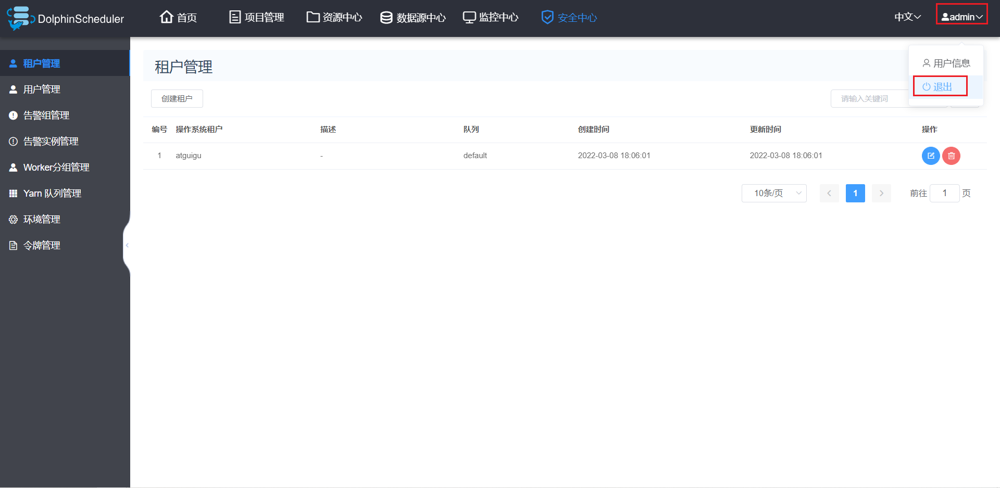 DolphinScheduler 首页 项目管理 资源中心 数据源中心 监控中心 安全中心 中文 admin
用户信息
退出
租户管理
用户管理
告警组管理
告警实例管理
Worker分组管理
Yarn 队列管理
环境管理
令牌管理
租户管理
创建租户 请输入关键词
编号 操作系统租户 描述 队列 创建时间 更新时间 操作
1 atguigu - default 2022-03-08 18:06:01 2022-03-08 18:06:01
10条/页 1 前往 1 页